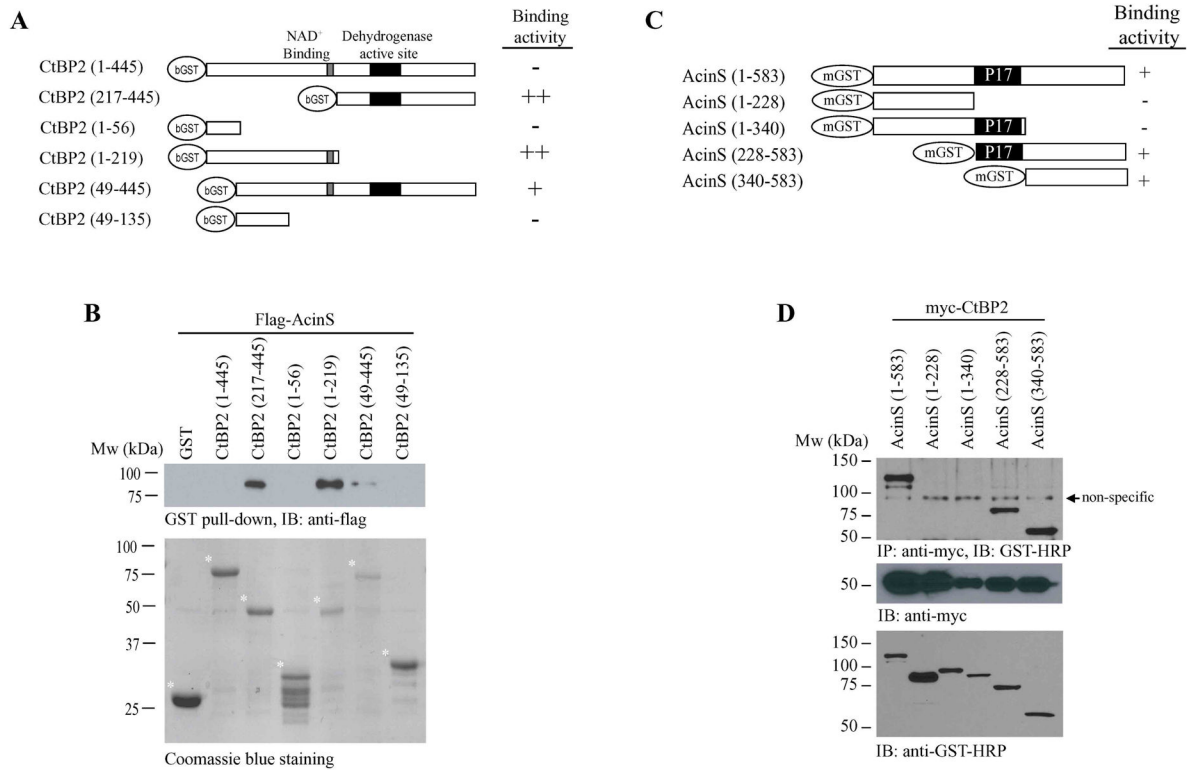 A
Binding
activity
NAD+
Binding
Dehydrogenase
active site
CtBP2 (1-445)
bGST
-
CtBP2 (217-445)
bGST
++
CtBP2 (1-56)
bGST
-
CtBP2 (1-219)
bGST
++
CtBP2 (49-445)
bGST
+
CtBP2 (49-135)
bGST
-
B
Flag-AcinS
GST
CtBP2 (1-445)
CtBP2 (217-445)
CtBP2 (1-56)
CtBP2 (1-219)
CtBP2 (49-445)
CtBP2 (49-135)
Mw (kDa)
100
75
GST pull-down, IB: anti-flag
100
75
50
37
25
* * * * * * *
Coomassie blue staining
C
Binding
activity
AcinS (1-583)
mGST
P17
+
AcinS (1-228)
mGST
-
AcinS (1-340)
mGST
P17
-
AcinS (228-583)
mGST
P17
+
AcinS (340-583)
mGST
+
D
myc-CtBP2
AcinS (1-583)
AcinS (1-228)
AcinS (1-340)
AcinS (228-583)
AcinS (340-583)
Mw (kDa)
150
100
75
50
non-specific
IP: anti-myc, IB: GST-HRP
50
IB: anti-myc
150
100
75
50
IB: anti-GST-HRP